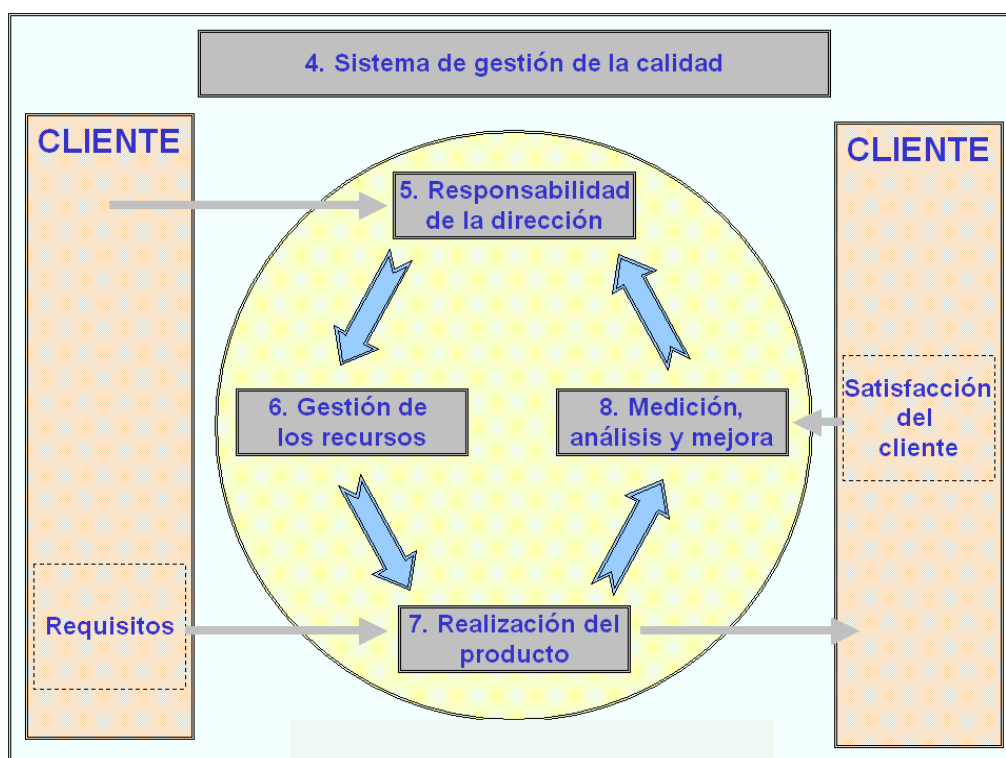 4. Sistema de gestión de la calidad
CLIENTE
CLIENTE
5. Responsabilidad
de la dirección
6. Gestión de
los recursos
8. Medición,
análisis y mejora
Satisfacción
del
cliente
Requisitos
7. Realización del
producto